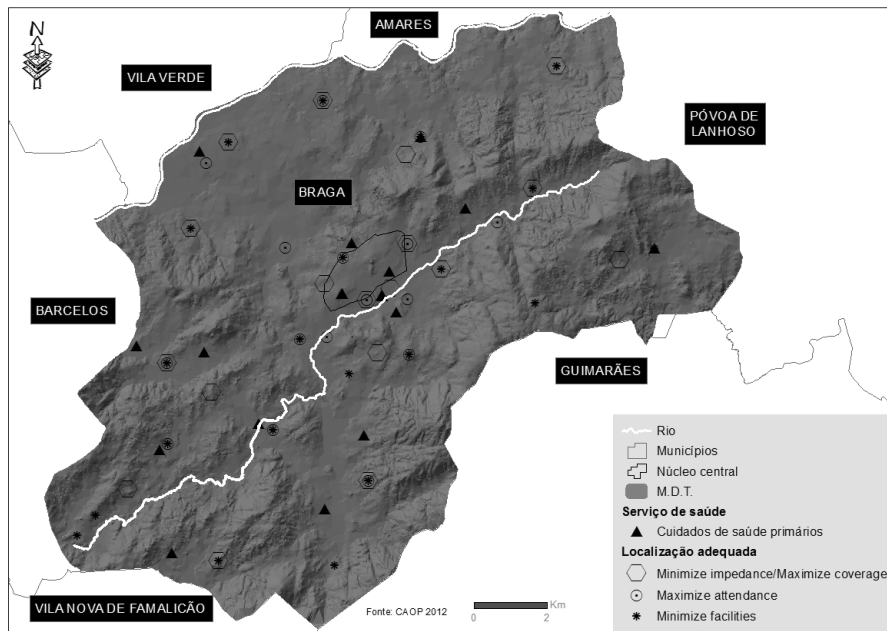 N
AMARES
VILA VERDE
PÓVOA DE
LANHOSO
BRAGA
BARCELOS
GUIMARÃES
VILA NOVA DE FAMALICÃO
Fonte: CAOP 2012
Km
0 2
Rio
Municípios
Núcleo central
M.D.T.
Serviço de saúde
Cuidados de saúde primários
Localização adequada
Minimize impedance/Maximize coverage
Maximize attendance
Minimize facilities